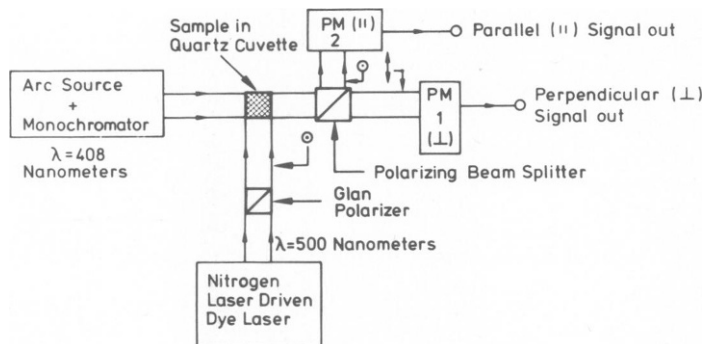 Sample in
Quartz Cuvette
PM (II)
2
Parallel (II) Signal out
Arc Source
+
Monochromator
λ=408
Nanometers
PM
1
(⊥)
Perpendicular (⊥)
Signal out
Polarizing Beam Splitter
Glan
Polarizer
λ=500 Nanometers
Nitrogen
Laser Driven
Dye Laser